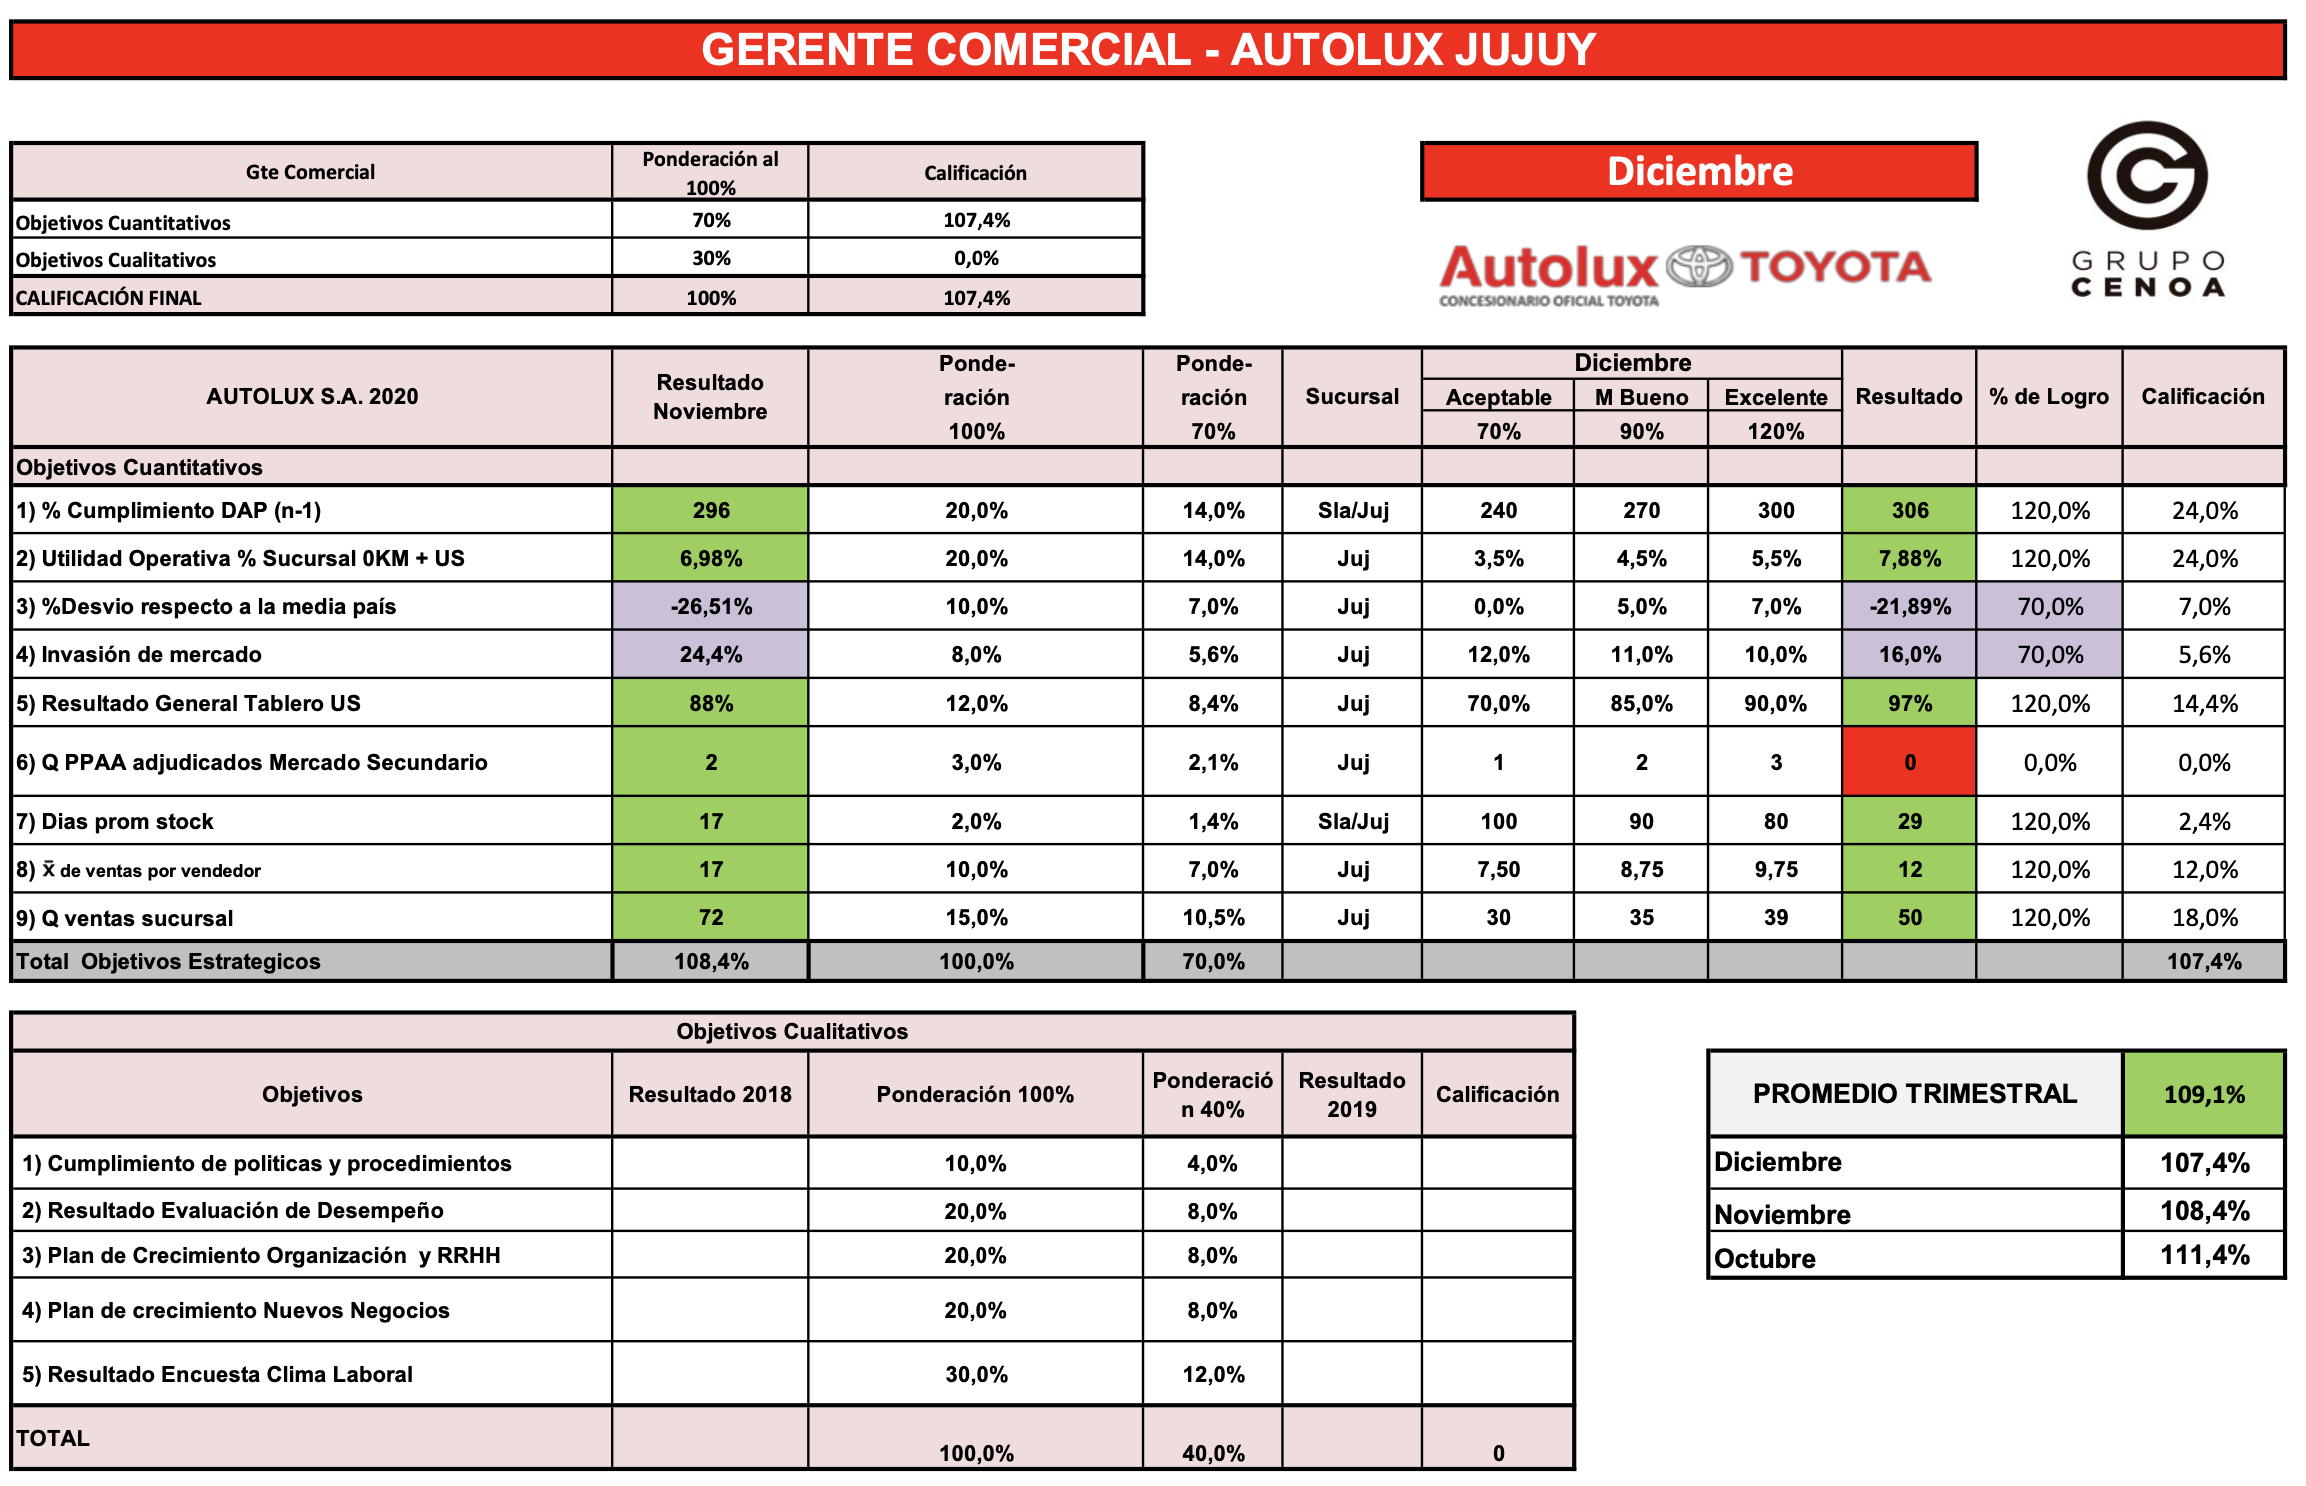 GERENTE COMERCIAL - AUTOLUX JUJUY
Gte Comercial Ponderación al 100% Calificación
Objetivos Cuantitativos 70% 107,4%
Objetivos Cualitativos 30% 0,0%
CALIFICACIÓN FINAL 100% 107,4%
Diciembre
Autolux TOYOTA
CONCESIONARIO OFICIAL TOYOTA
GRUPO
CENOA
AUTOLUX S.A. 2020 Resultado Noviembre Ponde-ración 100% Ponde-ración 70% Sucursal Diciembre Resultado % de Logro Calificación
Aceptable M Bueno Excelente
70% 90% 120%
Objetivos Cuantitativos
1) % Cumplimiento DAP (n-1) 296 20,0% 14,0% Sla/Juj 240 270 300 306 120,0% 24,0%
2) Utilidad Operativa % Sucursal 0KM + US 6,98% 20,0% 14,0% Juj 3,5% 4,5% 5,5% 7,88% 120,0% 24,0%
3) %Desvio respecto a la media país -26,51% 10,0% 7,0% Juj 0,0% 5,0% 7,0% -21,89% 70,0% 7,0%
4) Invasión de mercado 24,4% 8,0% 5,6% Juj 12,0% 11,0% 10,0% 16,0% 70,0% 5,6%
5) Resultado General Tablero US 88% 12,0% 8,4% Juj 70,0% 85,0% 90,0% 97% 120,0% 14,4%
6) Q PPAA adjudicados Mercado Secundario 2 3,0% 2,1% Juj 1 2 3 0 0,0% 0,0%
7) Dias prom stock 17 2,0% 1,4% Sla/Juj 100 90 80 29 120,0% 2,4%
8) x̄ de ventas por vendedor 17 10,0% 7,0% Juj 7,50 8,75 9,75 12 120,0% 12,0%
9) Q ventas sucursal 72 15,0% 10,5% Juj 30 35 39 50 120,0% 18,0%
Total Objetivos Estrategicos 108,4% 100,0% 70,0% 107,4%
Objetivos Cualitativos
Objetivos Resultado 2018 Ponderación 100% Ponderación 40% Resultado 2019 Calificación
1) Cumplimiento de politicas y procedimientos 10,0% 4,0%
2) Resultado Evaluación de Desempeño 20,0% 8,0%
3) Plan de Crecimiento Organización y RRHH 20,0% 8,0%
4) Plan de crecimiento Nuevos Negocios 20,0% 8,0%
5) Resultado Encuesta Clima Laboral 30,0% 12,0%
TOTAL 100,0% 40,0% 0
PROMEDIO TRIMESTRAL 109,1%
Diciembre 107,4%
Noviembre 108,4%
Octubre 111,4%